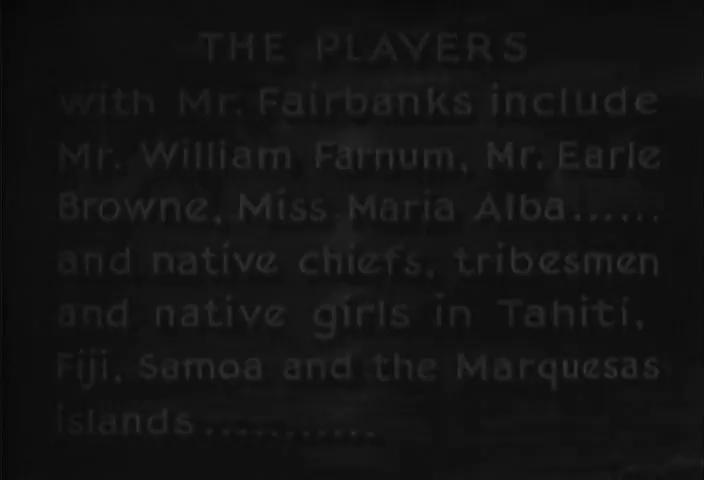 THE PLAYERS
with Mr. Fairbanks include
Mr. William Farnum, Mr. Earle
Browne, Miss Maria Alba......
and native chiefs, tribesmen
and native girls in Tahiti,
Fiji, Samoa and the Marquesas
islands...........